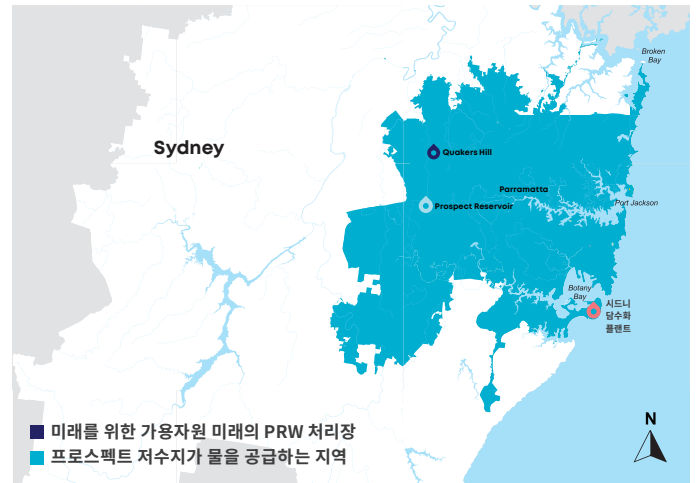 Broken
Bay
Sydney
Quakers Hill
Parramatta
Prospect Reservoir
Port Jackson
Botany
Bay
시드니
담수화
플랜트
N
미래를 위한 가용자원 미래의 PRW 처리장
프로스펙트 저수지가 물을 공급하는 지역